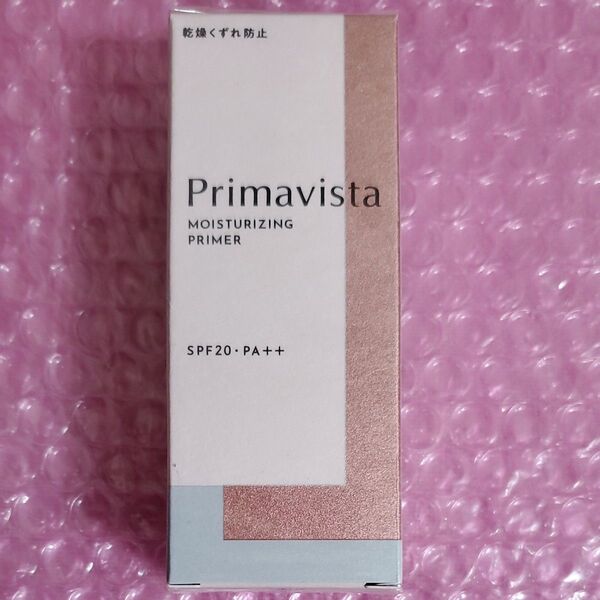 乾燥くずれ防止
Primavista
MOISTURIZING
PRIMER
SPF20・PA++